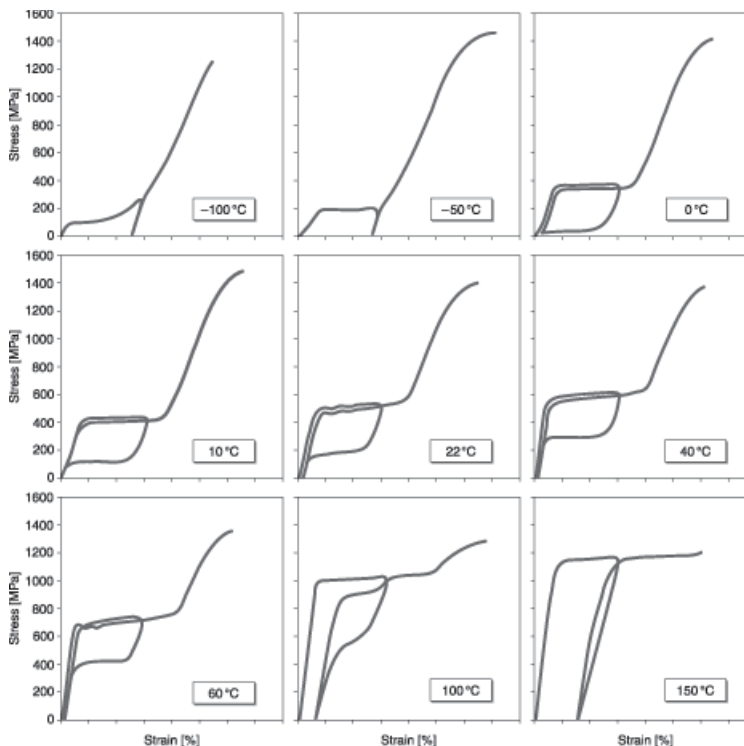 1600
1400
1200
1000
800
600
400
200
0
Stress [MPa]
−100 °C
−50 °C
0 °C
1600
1400
1200
1000
800
600
400
200
0
Stress [MPa]
10 °C
22 °C
40 °C
1600
1400
1200
1000
800
600
400
200
0
Stress [MPa]
60 °C
100 °C
150 °C
Strain [%]
Strain [%]
Strain [%]